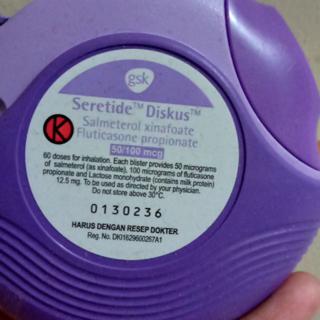 gsk
Seretide™ Diskus™
Salmeterol xinafoate
Fluticasone propionate
50/100 mcg
K
60 doses for inhalation. Each blister provides 50 micrograms
of salmeterol (as xinafoate), 100 micrograms of fluticasone
propionate and Lactose monohydrate (contains milk protein)
12.5 mg. To be used as directed by your physician.
Do not store above 30°C.
0130236
HARUS DENGAN RESEP DOKTER
Reg. No. DKI1629600267A1